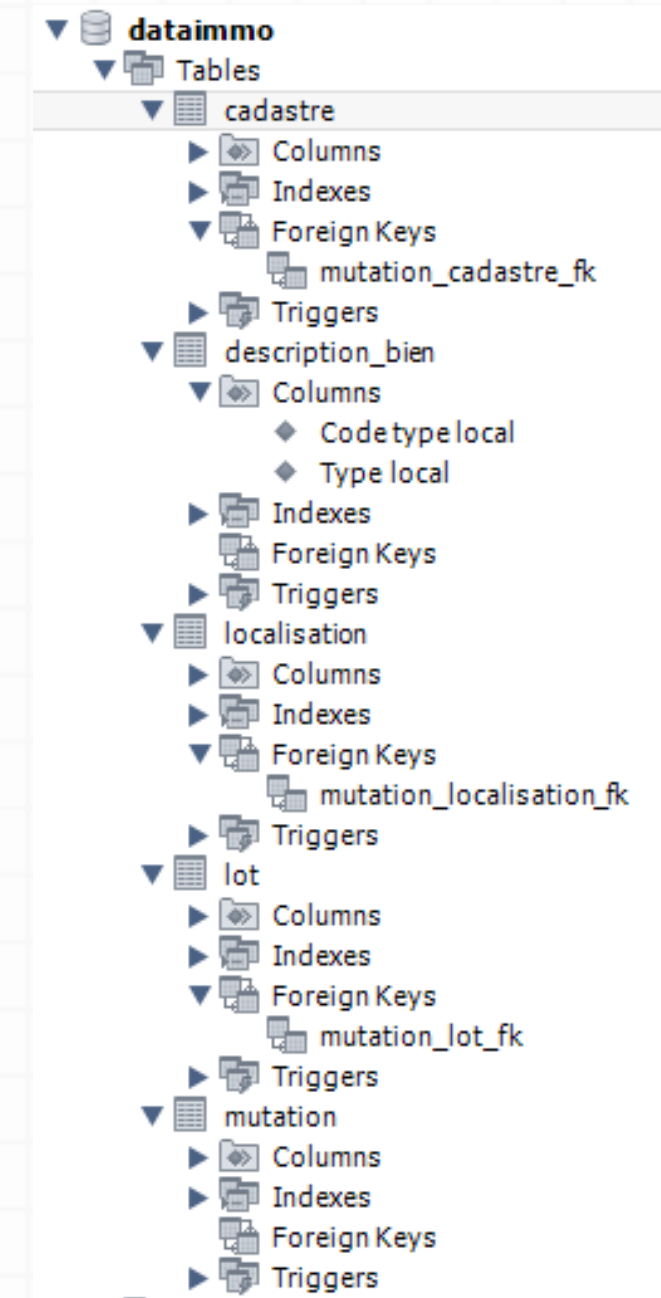 dataimmo
Tables
cadastre
Columns
Indexes
Foreign Keys
mutation_cadastre_fk
Triggers
description_bien
Columns
Code type local
Type local
Indexes
Foreign Keys
Triggers
localisation
Columns
Indexes
Foreign Keys
mutation_localisation_fk
Triggers
lot
Columns
Indexes
Foreign Keys
mutation_lot_fk
Triggers
mutation
Columns
Indexes
Foreign Keys
Triggers